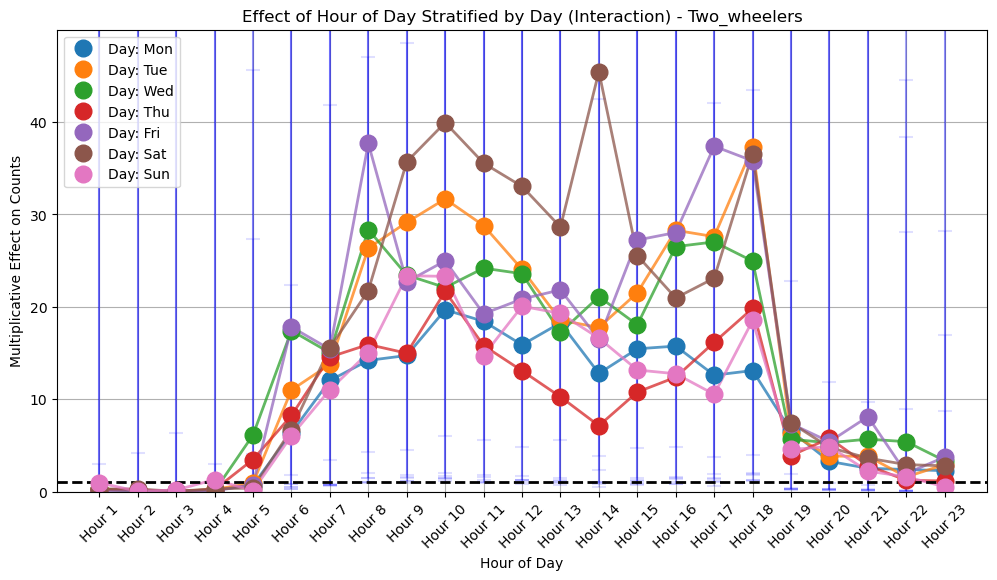 Effect of Hour of Day Stratified by Day (Interaction) - Two_wheelers
Day: Mon
Day: Tue
Day: Wed
Day: Thu
Day: Fri
Day: Sat
Day: Sun
Multiplicative Effect on Counts
40
30
20
10
0
Hour 1
Hour 2
Hour 3
Hour 4
Hour 5
Hour 6
Hour 7
Hour 8
Hour 9
Hour 10
Hour 11
Hour 12
Hour 13
Hour 14
Hour 15
Hour 16
Hour 17
Hour 18
Hour 19
Hour 20
Hour 21
Hour 22
Hour 23
Hour of Day